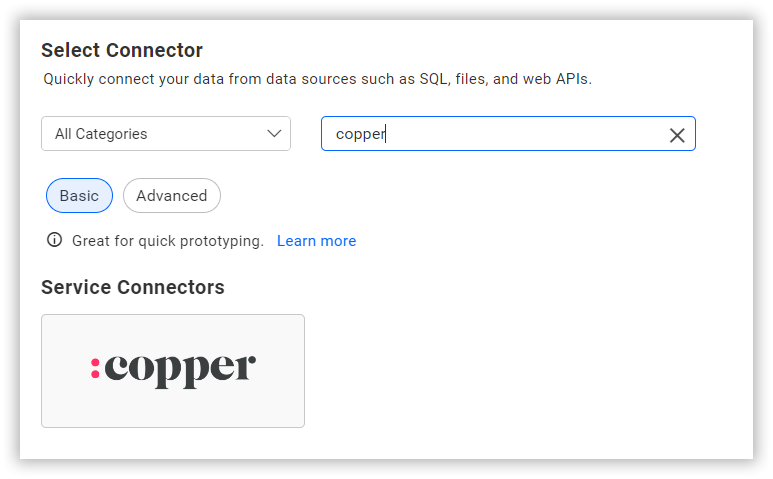 Select Connector
Quickly connect your data from data sources such as SQL, files, and web APIs.
All Categories
copper
Basic
Advanced
Great for quick prototyping. Learn more
Service Connectors
:copper